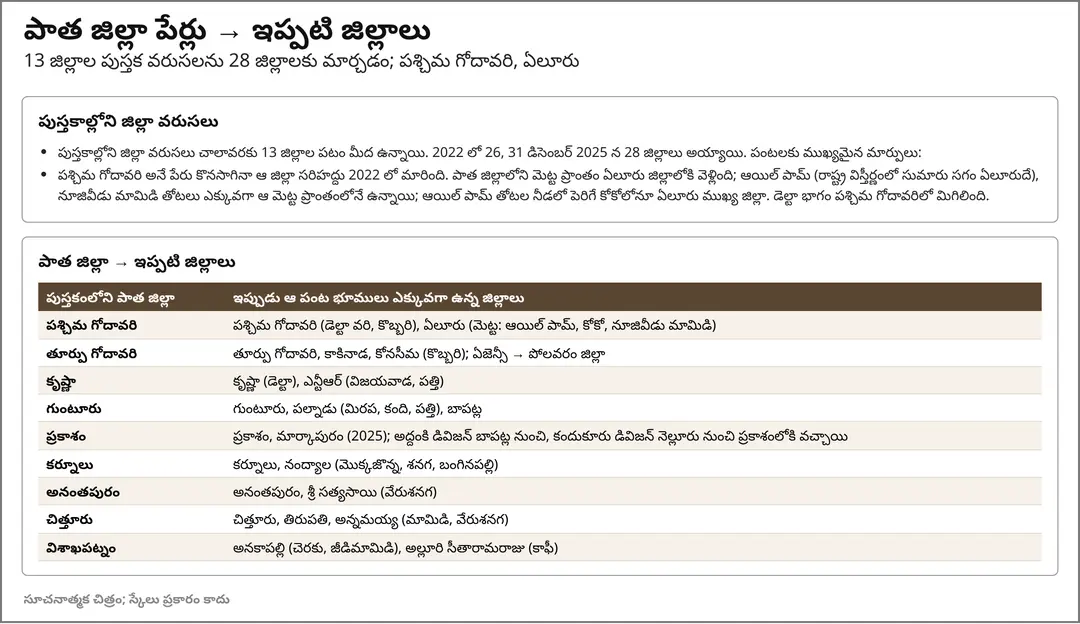 పాత జిల్లా పేర్లు → ఇప్పటి జిల్లాలు
13 జిల్లాల పుస్తక వరుసలను 28 జిల్లాలకు మార్చడం; పశ్చిమ గోదావరి, ఏలూరు
పుస్తకాల్లోని జిల్లా వరుసలు
• పుస్తకాల్లోని జిల్లా వరుసలు చాలావరకు 13 జిల్లాల పటం మీద ఉన్నాయి. 2022 లో 26, 31 డిసెంబర్ 2025 న 28 జిల్లాలు అయ్యాయి. పంటలకు ముఖ్యమైన మార్పులు:
• పశ్చిమ గోదావరి అనే పేరు కొనసాగినా ఆ జిల్లా సరిహద్దు 2022 లో మారింది. పాత జిల్లాలోని మెట్ట ప్రాంతం ఏలూరు జిల్లాలోకి వెళ్లింది; ఆయిల్ పామ్ (రాష్ట్ర విస్తీర్ణంలో సుమారు సగం ఏలూరుదే),
నూజివీడు మామిడి తోటలు ఎక్కువగా ఆ మెట్ట ప్రాంతంలోనే ఉన్నాయి; ఆయిల్ పామ్ తోటల నీడలో పెరిగే కోకోలోనూ ఏలూరు ముఖ్య జిల్లా. డెల్టా భాగం పశ్చిమ గోదావరిలో మిగిలింది.
పాత జిల్లా → ఇప్పటి జిల్లాలు
పుస్తకంలోని పాత జిల్లా ఇప్పుడు ఆ పంట భూములు ఎక్కువగా ఉన్న జిల్లాలు
పశ్చిమ గోదావరి పశ్చిమ గోదావరి (డెల్టా వరి, కొబ్బరి), ఏలూరు (మెట్ట: ఆయిల్ పామ్, కోకో, నూజివీడు మామిడి)
తూర్పు గోదావరి తూర్పు గోదావరి, కాకినాడ, కోనసీమ (కొబ్బరి); ఏజెన్సీ → పోలవరం జిల్లా
కృష్ణా కృష్ణా (డెల్టా), ఎన్టీఆర్ (విజయవాడ, పత్తి)
గుంటూరు గుంటూరు, పల్నాడు (మిరప, కంది, పత్తి), బాపట్ల
ప్రకాశం ప్రకాశం, మార్కాపురం (2025); అద్దంకి డివిజన్ బాపట్ల నుంచి, కందుకూరు డివిజన్ నెల్లూరు నుంచి ప్రకాశంలోకి వచ్చాయి
కర్నూలు కర్నూలు, నంద్యాల (మొక్కజొన్న, శనగ, బంగినపల్లి)
అనంతపురం అనంతపురం, శ్రీ సత్యసాయి (వేరుశనగ)
చిత్తూరు చిత్తూరు, తిరుపతి, అన్నమయ్య (మామిడి, వేరుశనగ)
విశాఖపట్నం అనకాపల్లి (చెరకు, జీడిమామిడి), అల్లూరి సీతారామరాజు (కాఫీ)
సూచనాత్మక చిత్రం; స్కేలు ప్రకారం కాదు